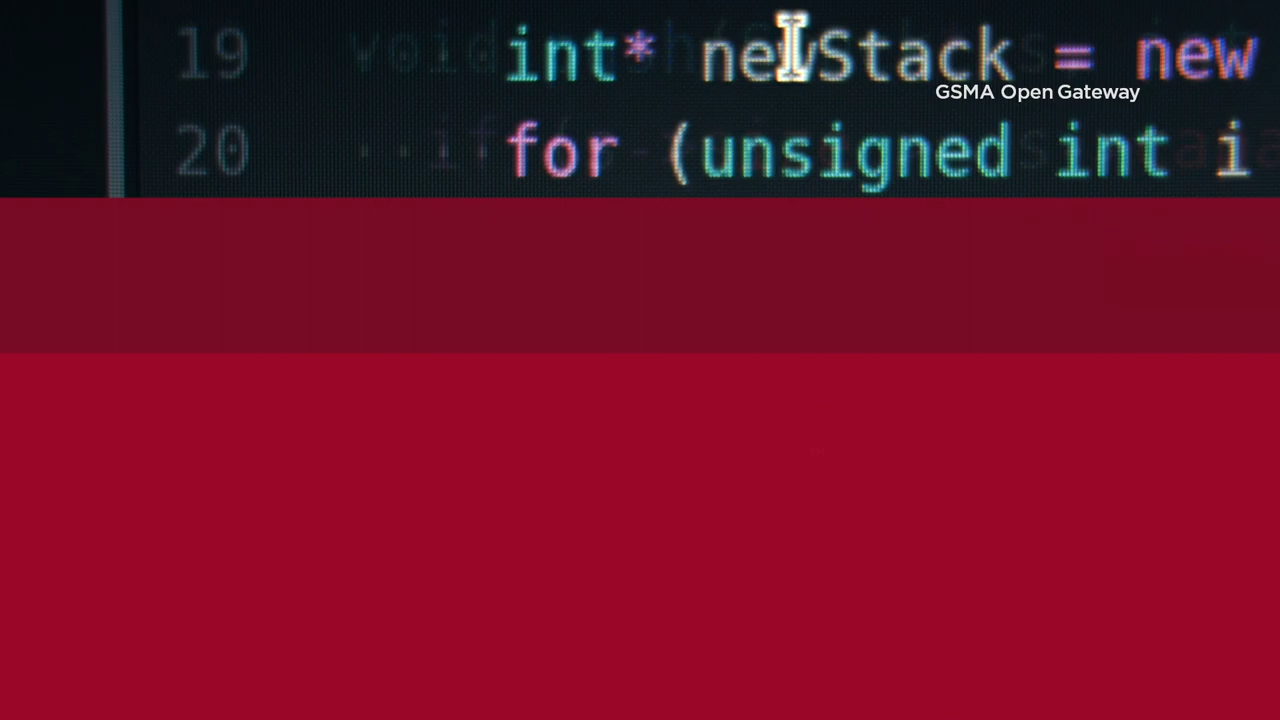 19 int* newStack = new
GSMA Open Gateway
20 for (unsigned int i